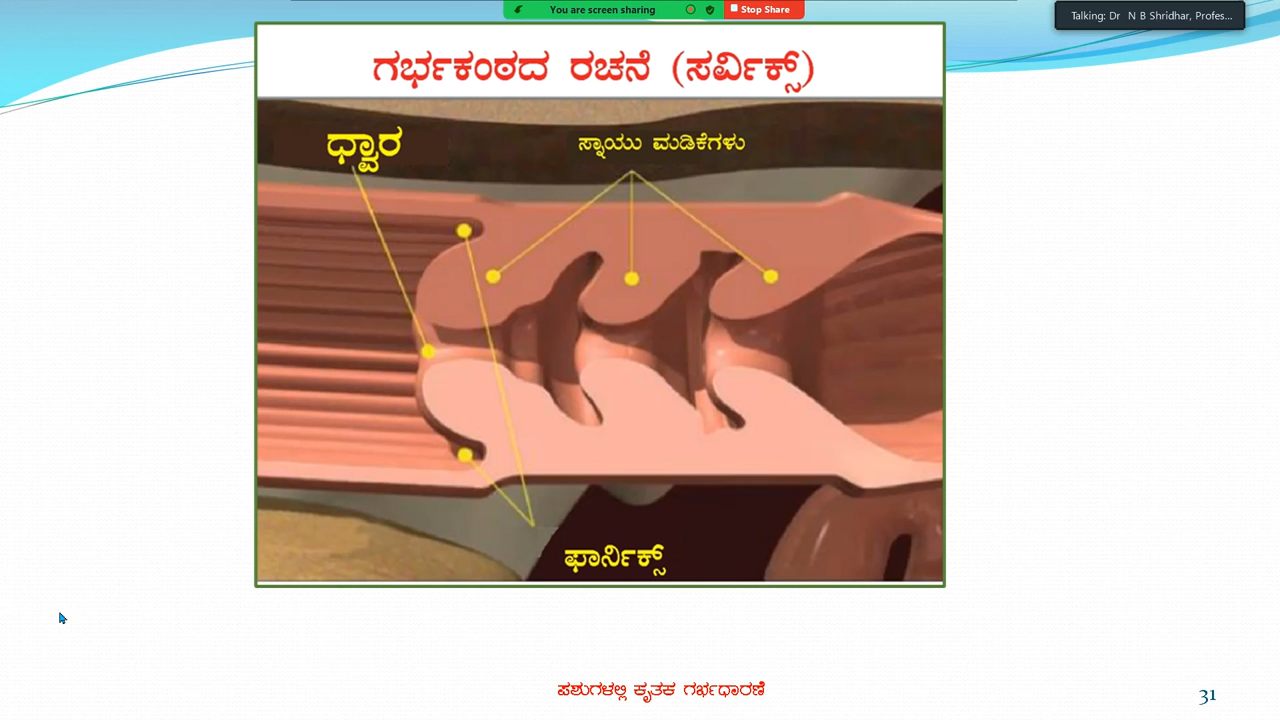 You are screen sharing
Stop Share
Talking: Dr N B Shridhar, Profes...
ಗರ್ಭಕಂಠದ ರಚನೆ (ಸರ್ವಿಕ್ಸ್)
ಧ್ವಾರ
ಸ್ನಾಯು ಮಡಿಕೆಗಳು
ಫಾರ್ನಿಕ್ಸ್
ಪಶುಗಳಲ್ಲಿ ಕೃತಕ ಗರ್ಭಧಾರಣೆ
31